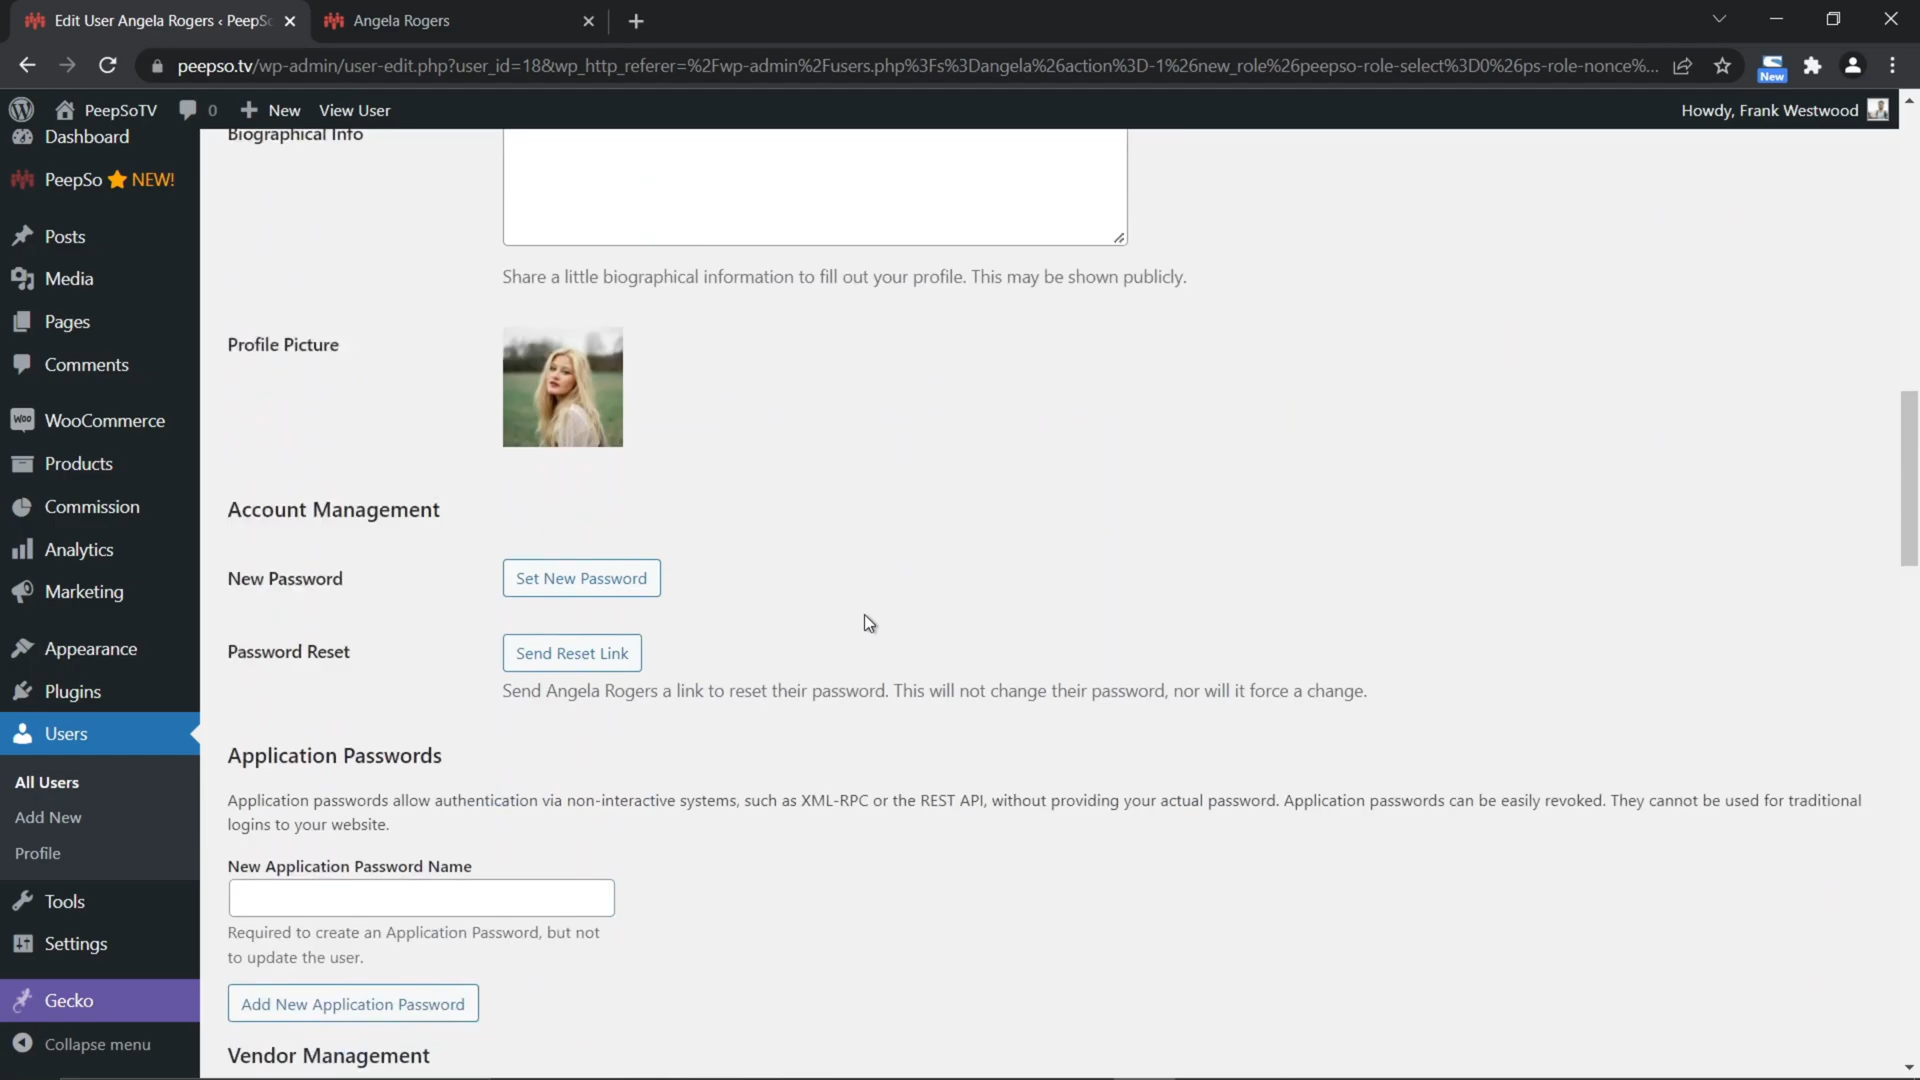 Edit User Angela Rogers ‹ PeepSo
Angela Rogers
peepso.tv/wp-admin/user-edit.php?user_id=18&wp_http_referer=%2Fwp-admin%2Fusers.php%3Fs%3Dangela%26action%3D-1%26new_role%26peepso-role-select%3D0%26ps-role-nonce%...
New
PeepSoTV
0
New
View User
Howdy, Frank Westwood
Dashboard
PeepSo ⭐ NEW!
Posts
Media
Pages
Comments
Woo WooCommerce
Products
Commission
Analytics
Marketing
Appearance
Plugins
Users
All Users
Add New
Profile
Tools
Settings
Gecko
Collapse menu
Biographical Info
Share a little biographical information to fill out your profile. This may be shown publicly.
Profile Picture
Account Management
New Password
Set New Password
Password Reset
Send Reset Link
Send Angela Rogers a link to reset their password. This will not change their password, nor will it force a change.
Application Passwords
Application passwords allow authentication via non-interactive systems, such as XML-RPC or the REST API, without providing your actual password. Application passwords can be easily revoked. They cannot be used for traditional
logins to your website.
New Application Password Name
Required to create an Application Password, but not
to update the user.
Add New Application Password
Vendor Management